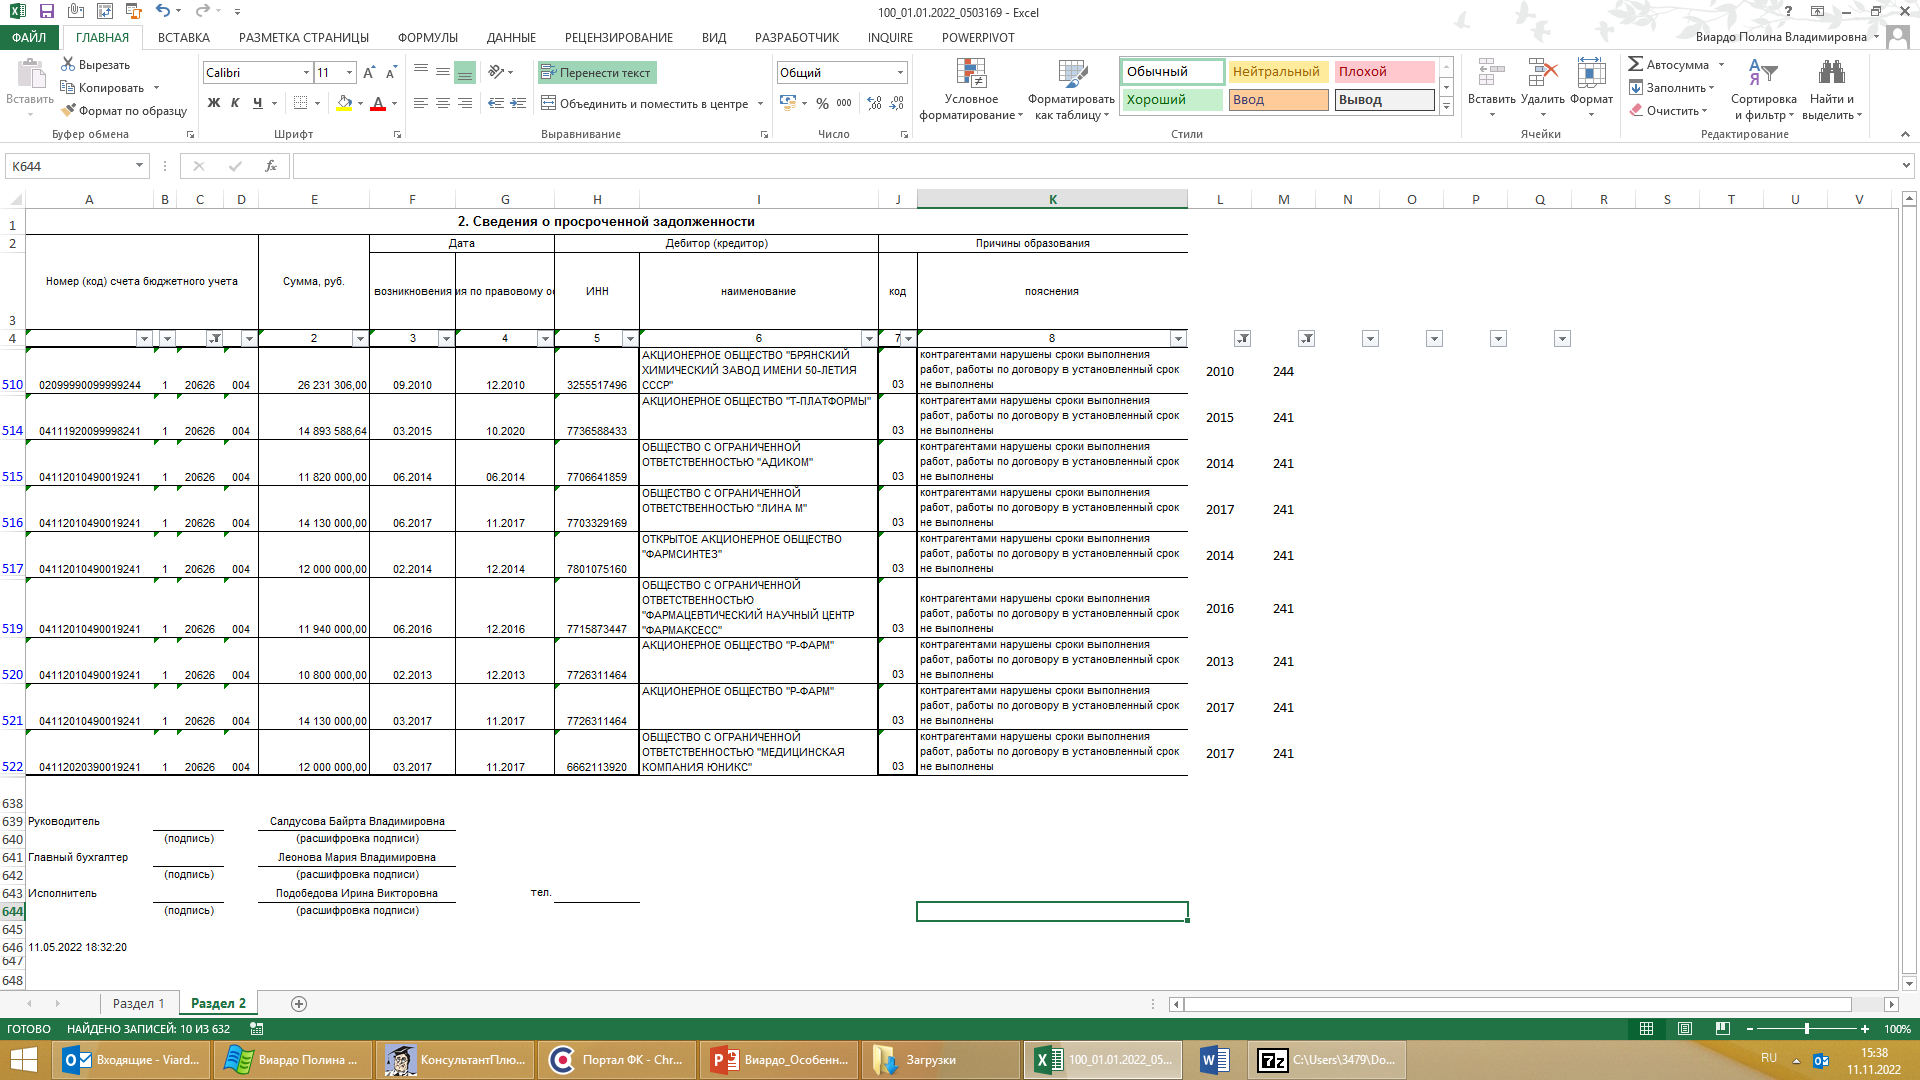 100_01.01.2022_0503169 - Excel
ФАЙЛ ГЛАВНАЯ ВСТАВКА РАЗМЕТКА СТРАНИЦЫ ФОРМУЛЫ ДАННЫЕ РЕЦЕНЗИРОВАНИЕ ВИД РАЗРАБОТЧИК INQUIRE POWERPIVOT Виардо Полина Владимировна
Вставить
Вырезать
Копировать
Формат по образцу
Буфер обмена
Calibri 11
Ж К Ч
Шрифт
Перенести текст
Объединить и поместить в центре
Выравнивание
Общий
% 000
Число
Условное форматирование
Форматировать как таблицу
Обычный Нейтральный Плохой
Хороший Ввод Вывод
Стили
Вставить Удалить Формат
Ячейки
Автосумма
Заполнить
Очистить
Сортировка и фильтр
Найти и выделить
Редактирование
K644
A B C D E F G H I J K L M N O P Q R S T U V
1 2. Сведения о просроченной задолженности
2 Дата Дебитор (кредитор) Причины образования
3 Номер (код) счета бюджетного учета Сумма, руб. возникновения ия по правовому ос ИНН наименование код пояснения
4 2 3 4 5 6 7 8
510 02099990099999244 1 20626 004 26 231 306,00 09.2010 12.2010 3255517496 АКЦИОНЕРНОЕ ОБЩЕСТВО "БРЯНСКИЙ ХИМИЧЕСКИЙ ЗАВОД ИМЕНИ 50-ЛЕТИЯ СССР" 03 контрагентами нарушены сроки выполнения работ, работы по договору в установленный срок не выполнены 2010 244
514 04111920099998241 1 20626 004 14 893 588,64 03.2015 10.2020 7736588433 АКЦИОНЕРНОЕ ОБЩЕСТВО "Т-ПЛАТФОРМЫ" 03 контрагентами нарушены сроки выполнения работ, работы по договору в установленный срок не выполнены 2015 241
515 04112010490019241 1 20626 004 11 820 000,00 06.2014 06.2014 7706641859 ОБЩЕСТВО С ОГРАНИЧЕННОЙ ОТВЕТСТВЕННОСТЬЮ "АДИКОМ" 03 контрагентами нарушены сроки выполнения работ, работы по договору в установленный срок не выполнены 2014 241
516 04112010490019241 1 20626 004 14 130 000,00 06.2017 11.2017 7703329169 ОБЩЕСТВО С ОГРАНИЧЕННОЙ ОТВЕТСТВЕННОСТЬЮ "ЛИНА М" 03 контрагентами нарушены сроки выполнения работ, работы по договору в установленный срок не выполнены 2017 241
517 04112010490019241 1 20626 004 12 000 000,00 02.2014 12.2014 7801075160 ОТКРЫТОЕ АКЦИОНЕРНОЕ ОБЩЕСТВО "ФАРМСИНТЕЗ" 03 контрагентами нарушены сроки выполнения работ, работы по договору в установленный срок не выполнены 2014 241
519 04112010490019241 1 20626 004 11 940 000,00 06.2016 12.2016 7715873447 ОБЩЕСТВО С ОГРАНИЧЕННОЙ ОТВЕТСТВЕННОСТЬЮ "ФАРМАЦЕВТИЧЕСКИЙ НАУЧНЫЙ ЦЕНТР "ФАРМАКСЕСС" 03 контрагентами нарушены сроки выполнения работ, работы по договору в установленный срок не выполнены 2016 241
520 04112010490019241 1 20626 004 10 800 000,00 02.2013 12.2013 7726311464 АКЦИОНЕРНОЕ ОБЩЕСТВО "Р-ФАРМ" 03 контрагентами нарушены сроки выполнения работ, работы по договору в установленный срок не выполнены 2013 241
521 04112010490019241 1 20626 004 14 130 000,00 03.2017 11.2017 7726311464 АКЦИОНЕРНОЕ ОБЩЕСТВО "Р-ФАРМ" 03 контрагентами нарушены сроки выполнения работ, работы по договору в установленный срок не выполнены 2017 241
522 04112020390019241 1 20626 004 12 000 000,00 03.2017 11.2017 6662113920 ОБЩЕСТВО С ОГРАНИЧЕННОЙ ОТВЕТСТВЕННОСТЬЮ "МЕДИЦИНСКАЯ КОМПАНИЯ ЮНИКС" 03 контрагентами нарушены сроки выполнения работ, работы по договору в установленный срок не выполнены 2017 241
638
639 Руководитель Салдусова Байрта Владимировна
640 (подпись) (расшифровка подписи)
641 Главный бухгалтер Леонова Мария Владимировна
642 (подпись) (расшифровка подписи)
643 Исполнитель Подобедова Ирина Викторовна тел.
644 (подпись) (расшифровка подписи)
645
646 11.05.2022 18:32:20
647
648
Раздел 1 Раздел 2
ГОТОВО НАЙДЕНО ЗАПИСЕЙ: 10 ИЗ 632 100%
Входящие - Viard... Виардо Полина ... КонсультантПлю... Портал ФК - Chr... Виардо_Особенн... Загрузки 100_01.01.2022_05... C:\Users\3479\Do... RU 15:38
11.11.2022